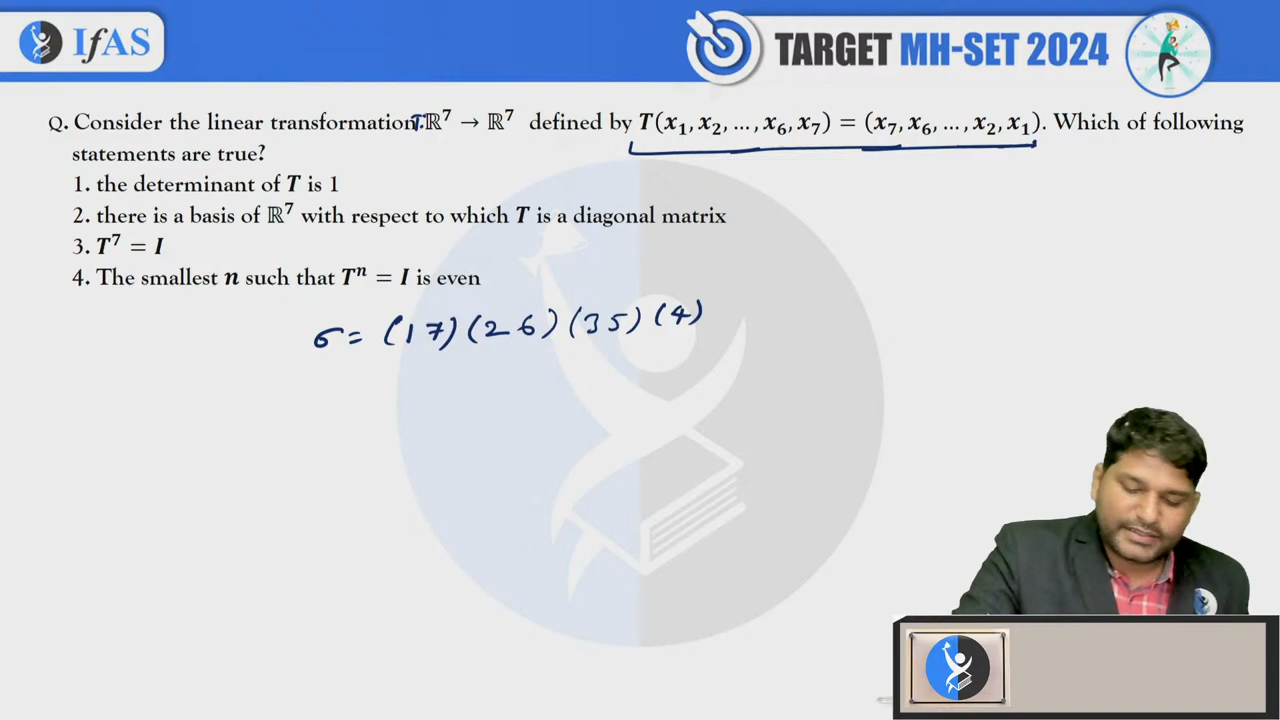 IfAS
TARGET MH-SET 2024
Q. Consider the linear transformation T:ℝ⁷ → ℝ⁷ defined by T(x₁, x₂, ..., x₆, x₇) = (x₇, x₆, ..., x₂, x₁). Which of following
statements are true?
1. the determinant of T is 1
2. there is a basis of ℝ⁷ with respect to which T is a diagonal matrix
3. T⁷ = I
4. The smallest n such that Tⁿ = I is even
σ = (1 7) (2 6) (3 5) (4)